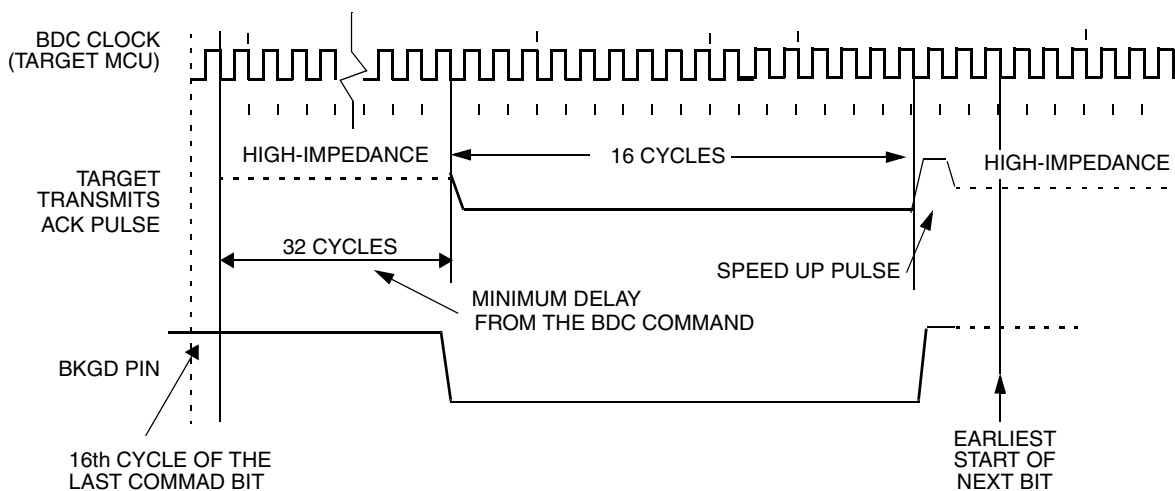 BDC CLOCK
(TARGET MCU)
HIGH-IMPEDANCE
16 CYCLES
HIGH-IMPEDANCE
TARGET
TRANSMITS
ACK PULSE
32 CYCLES
SPEED UP PULSE
MINIMUM DELAY
FROM THE BDC COMMAND
BKGD PIN
16th CYCLE OF THE
LAST COMMAD BIT
EARLIEST
START OF
NEXT BIT